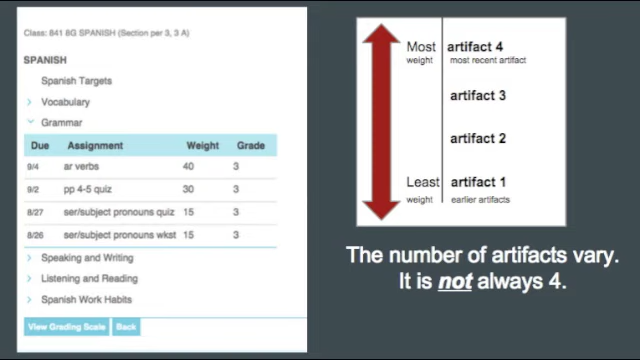 Class: 841 8G SPANISH (Section per 3, 3 A)
SPANISH
Spanish Targets
Vocabulary
Grammar
Due Assignment Weight Grade
9/4 ar verbs 40 3
9/2 pp 4-5 quiz 30 3
8/27 ser/subject pronouns quiz 15 3
8/26 ser/subject pronouns wkst 15 3
Speaking and Writing
Listening and Reading
Spanish Work Habits
View Grading Scale Back
Most artifact 4
weight most recent artifact
artifact 3
artifact 2
Least artifact 1
weight earlier artifacts
The number of artifacts vary.
It is not always 4.